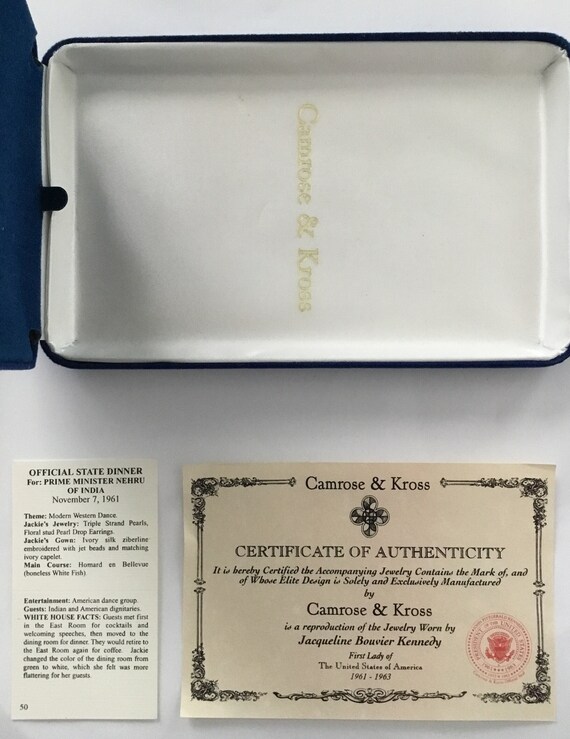 Camrose & Kross
OFFICIAL STATE DINNER
For: PRIME MINISTER NEHRU
OF INDIA
November 7, 1961
Theme: Modern Western Dance.
Jackie's Jewelry: Triple Strand Pearls,
Floral stud Pearl Drop Earrings.
Jackie's Gown: Ivory silk ziberline
embroidered with jet beads and matching
ivory capelet.
Main Course: Homard en Bellevue
(boneless White Fish)
Entertainment: American dance group.
Guests: Indian and American dignitaries.
WHITE HOUSE FACTS: Guests met first
in the East Room for cocktails and
welcoming speeches, then moved to the
dining room for dinner. They would retire to
the East Room again for coffee. Jackie
changed the color of the dining room from
green to white, which she felt was more
flattering for her guests.
50
Camrose & Kross
CERTIFICATE OF AUTHENTICITY
It is hereby Certified the Accompanying Jewelry Contains the Mark of, and
of Whose Elite Design is Solely and Exclusively Manufactured
by
Camrose & Kross
is a reproduction of the Jewelry Worn by
Jacqueline Bouvier Kennedy
First Lady of
The United States of America
1961 - 1963